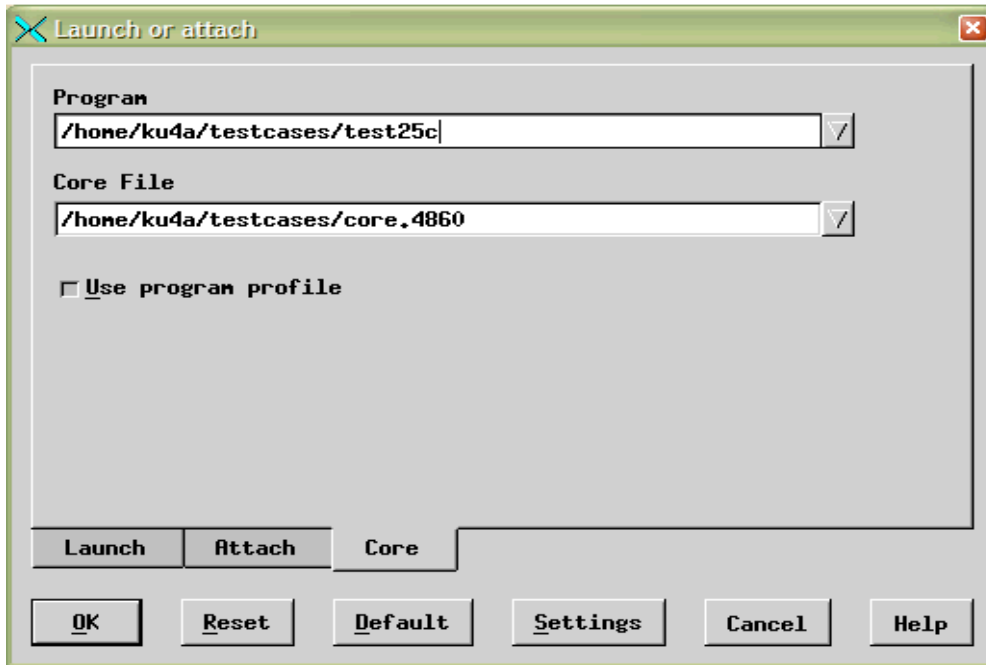 Launch or attach
Program
/home/ku4a/testcases/test25c
Core File
/home/ku4a/testcases/core.4860
Use program profile
Launch Attach Core
OK Reset Default Settings Cancel Help